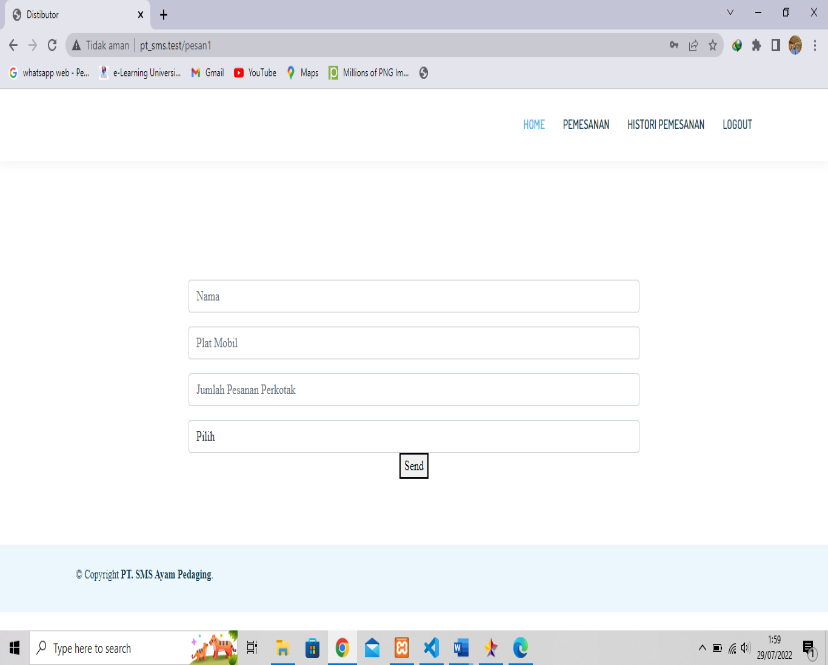 Distibutor
Tidak aman | pt_sms.test/pesan1
whatsapp web - Pe... e-Learning Universi... Gmail YouTube Maps Millions of PNG Im...
HOME PEMESANAN HISTORI PEMESANAN LOGOUT
Nama
Plat Mobil
Jumlah Pesanan Perkotak
Pilih
Send
© Copyright PT. SMS Ayam Pedaging.
Type here to search
1:59
29/07/2022